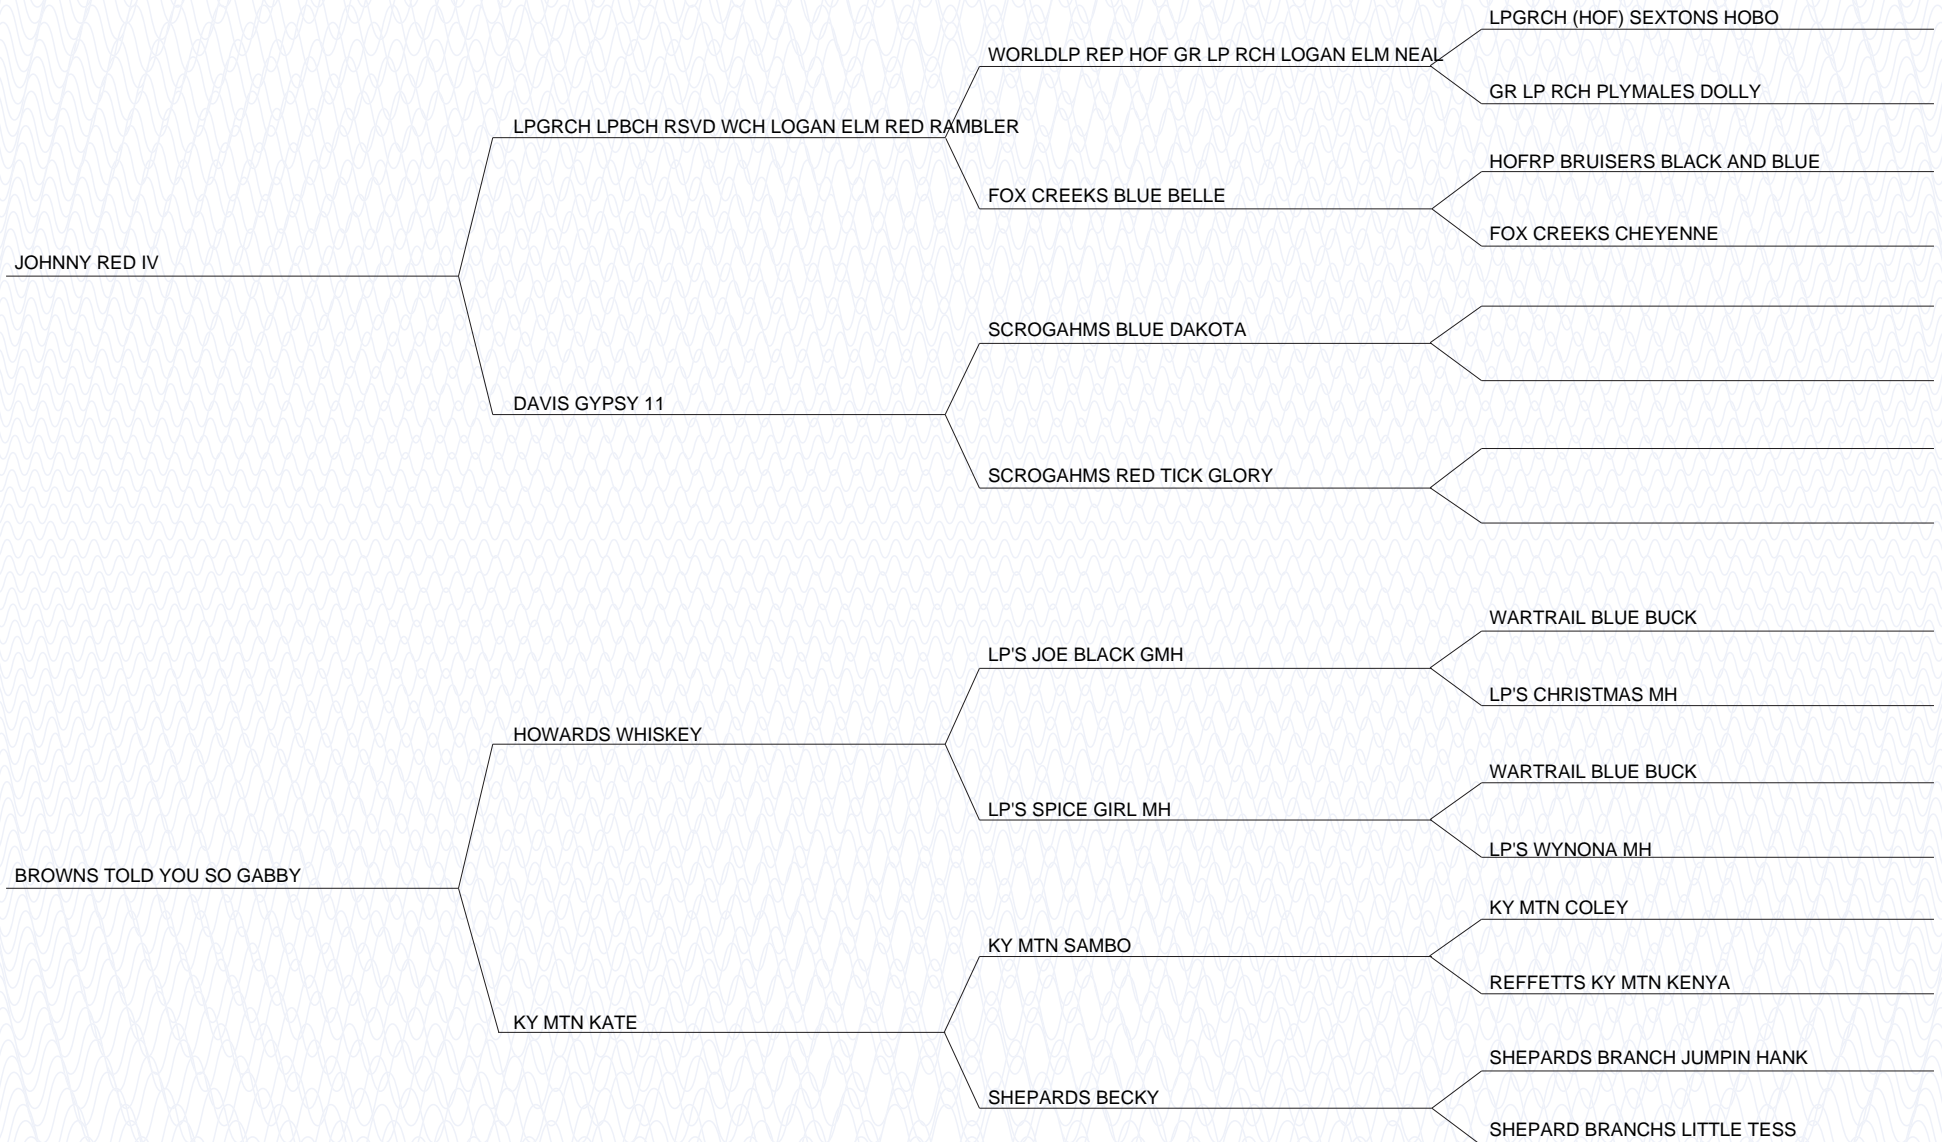 LPGRCH (HOF) SEXTONS HOBO
WORLDLP REP HOF GR LP RCH LOGAN ELM NEAL
GR LP RCH PLYMALES DOLLY
LPGRCH LPBCH RSVD WCH LOGAN ELM RED RAMBLER
HOFRP BRUISERS BLACK AND BLUE
FOX CREEKS BLUE BELLE
FOX CREEKS CHEYENNE
JOHNNY RED IV
SCROGAHMS BLUE DAKOTA
DAVIS GYPSY 11
SCROGAHMS RED TICK GLORY
WARTRAIL BLUE BUCK
LP'S JOE BLACK GMH
LP'S CHRISTMAS MH
HOWARDS WHISKEY
WARTRAIL BLUE BUCK
LP'S SPICE GIRL MH
LP'S WYNONA MH
BROWNS TOLD YOU SO GABBY
KY MTN COLEY
KY MTN SAMBO
REFFETTS KY MTN KENYA
KY MTN KATE
SHEPARDS BRANCH JUMPIN HANK
SHEPARDS BECKY
SHEPARD BRANCHS LITTLE TESS